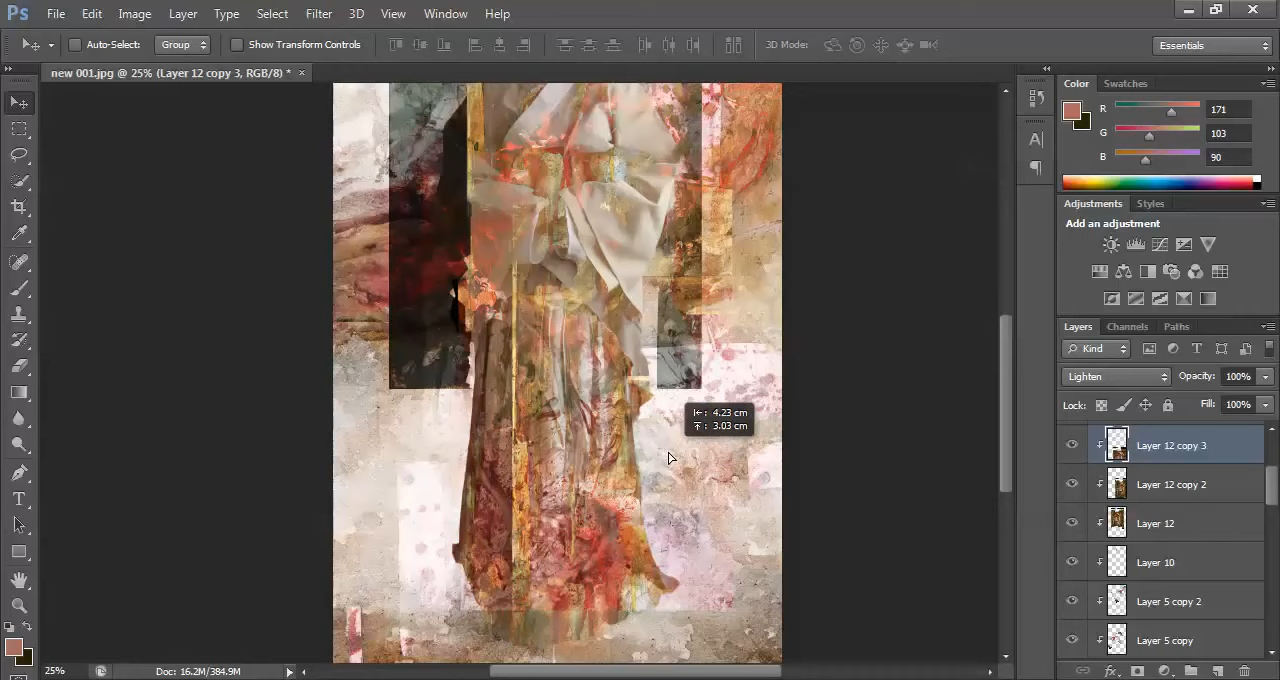 Ps File Edit Image Layer Type Select Filter 3D View Window Help
Auto-Select: Group Show Transform Controls 3D Mode: Essentials
new 001.jpg @ 25% (Layer 12 copy 3, RGB/8) *
Color Swatches
R 171
G 103
B 90
Adjustments Styles
Add an adjustment
Layers Channels Paths
Kind
Lighten Opacity: 100%
Lock: Fill: 100%
4.23 cm
3.03 cm
Layer 12 copy 3
Layer 12 copy 2
Layer 12
Layer 10
Layer 5 copy 2
Layer 5 copy
25% Doc: 16.2M/384.9M